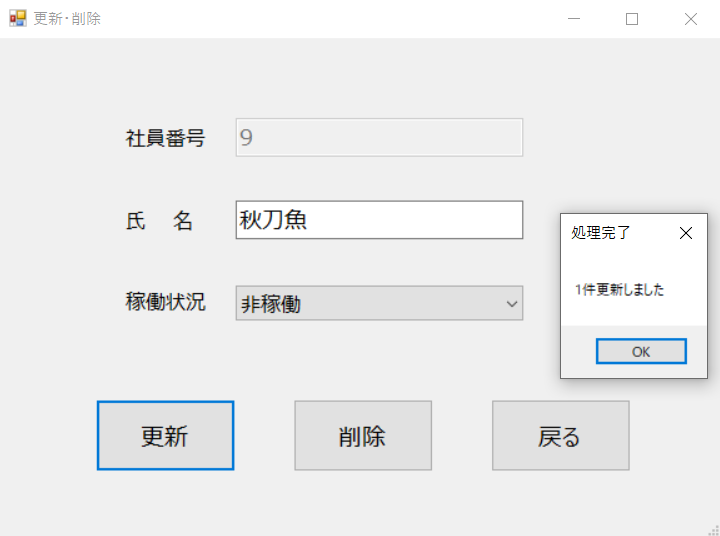 更新・削除
社員番号 9
氏 名 秋刀魚
稼働状況 非稼働
処理完了
1件更新しました
OK
更新 削除 戻る